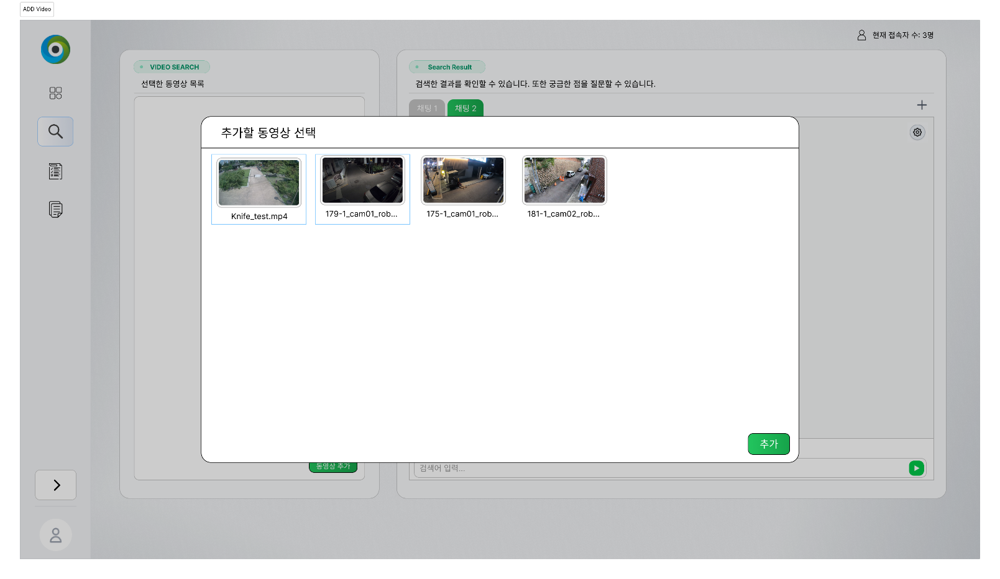 ADD Video
현재 접속자 수: 3명
VIDEO SEARCH
선택한 동영상 목록
Search Result
검색한 결과를 확인할 수 있습니다. 또한 궁금한 점을 질문할 수 있습니다.
채팅 1
채팅 2
추가할 동영상 선택
Knife_test.mp4
179-1_cam01_rob...
175-1_cam01_rob...
181-1_cam02_rob...
추가
동영상 추가
검색어 입력...